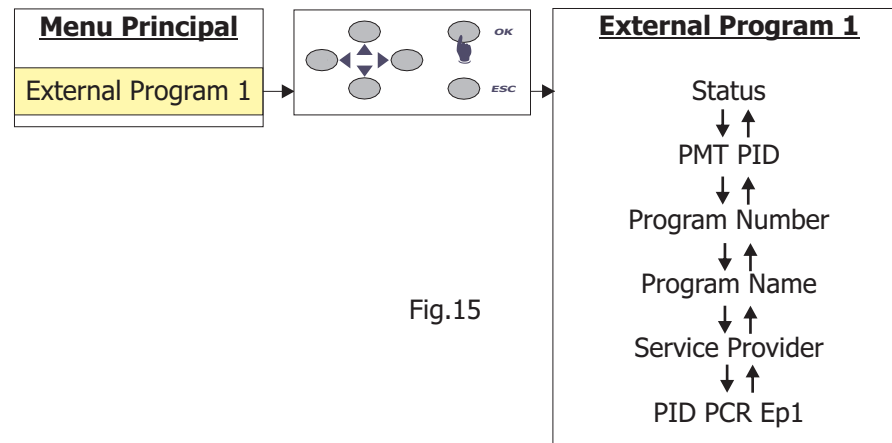 Menu Principal
External Program 1
OK
ESC
External Program 1
Status
PMT PID
Program Number
Program Name
Service Provider
PID PCR Ep1
Fig.15